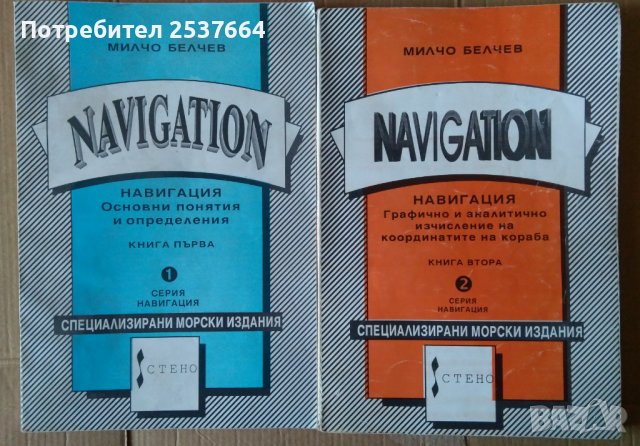 Потребител 2537664
МИЛЧО БЕЛЧЕВ
NAVIGATION
НАВИГАЦИЯ
Основни понятия
и определения
КНИГА ПЪРВА
1
СЕРИЯ
НАВИГАЦИЯ
СПЕЦИАЛИЗИРАНИ МОРСКИ ИЗДАНИЯ
СТЕНО
МИЛЧО БЕЛЧЕВ
NAVIGATION
НАВИГАЦИЯ
Графично и аналитично
изчисление на
координатите на кораба
КНИГА ВТОРА
2
СЕРИЯ
НАВИГАЦИЯ
СПЕЦИАЛИЗИРАНИ МОРСКИ ИЗДАНИЯ
СТЕНО
BAZAR